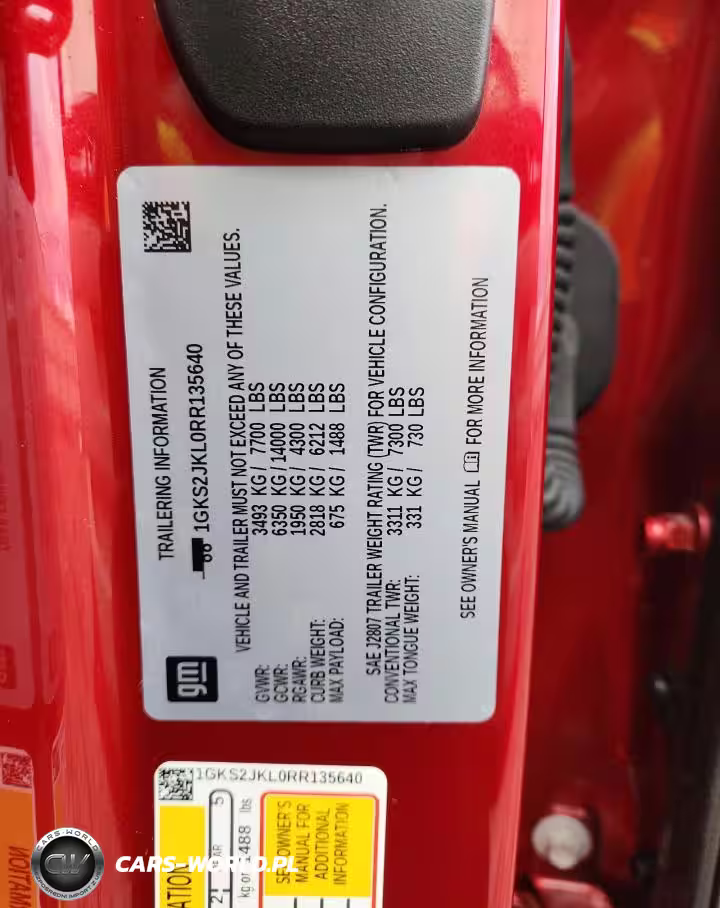 TRAILERING INFORMATION
1GKS2JKL0RR135640
gm
VEHICLE AND TRAILER MUST NOT EXCEED ANY OF THESE VALUES.
GVWR: 3493 KG / 7700 LBS
GCWR: 6350 KG / 14000 LBS
RGAWR: 1950 KG / 4300 LBS
CURB WEIGHT: 2818 KG / 6212 LBS
MAX PAYLOAD: 675 KG / 1488 LBS
SAE J2807 TRAILER WEIGHT RATING (TWR) FOR VEHICLE CONFIGURATION.
CONVENTIONAL TWR: 3311 KG / 7300 LBS
MAX TONGUE WEIGHT: 331 KG / 730 LBS
SEE OWNER'S MANUAL FOR MORE INFORMATION
1GKS2JKL0RR135640
5
kg or 488 lbs
SEE OWNER'S
MANUAL FOR
ADDITIONAL
INFORMATION
CARS-WORLD
CW
CARS-WORLD.PL